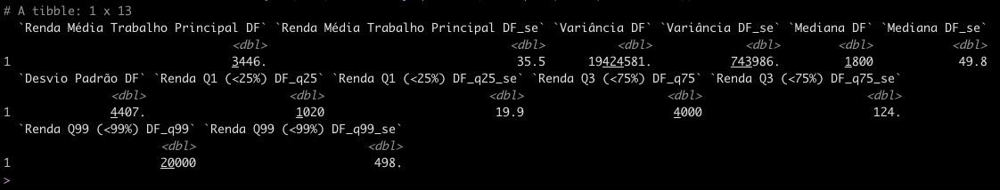 # A tibble: 1 x 13
`Renda Média Trabalho Principal DF` `Renda Média Trabalho Principal DF_se` `Variância DF` `Variância DF_se` `Mediana DF` `Mediana DF_se`
<dbl> <dbl> <dbl> <dbl> <dbl> <dbl>
1 3446. 35.5 19424581. 743986. 1800 49.8
`Desvio Padrão DF` `Renda Q1 (<25%) DF_q25` `Renda Q1 (<25%) DF_q25_se` `Renda Q3 (<75%) DF_q75` `Renda Q3 (<75%) DF_q75_se`
<dbl> <dbl> <dbl> <dbl> <dbl>
1 4407. 1020 19.9 4000 124.
`Renda Q99 (<99%) DF_q99` `Renda Q99 (<99%) DF_q99_se`
<dbl> <dbl>
1 20000 498.
>